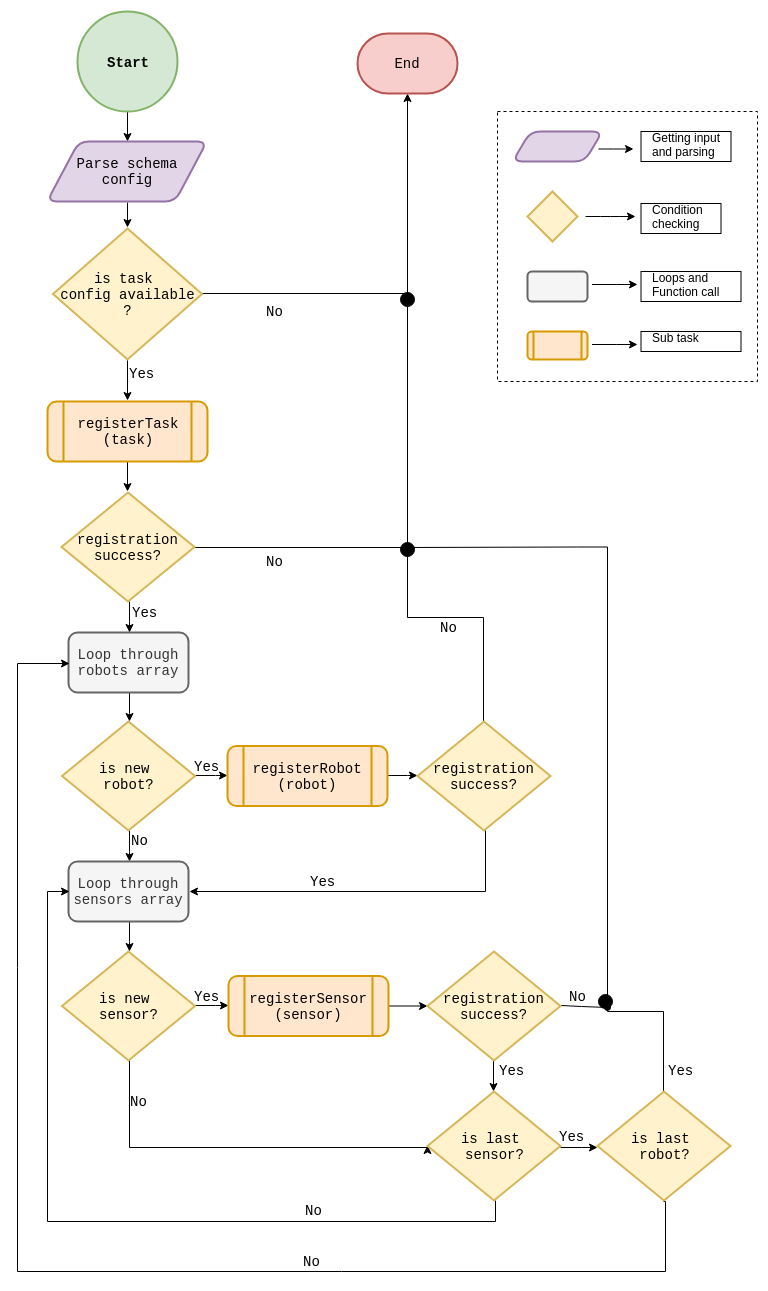 Start
End
Parse schema
config
Getting input
and parsing
Condition
checking
Loops and
Function call
Sub task
is task
config available
?
No
Yes
registerTask
(task)
registration
success?
No
Yes
Loop through
robots array
No
is new
robot?
Yes
registerRobot
(robot)
registration
success?
No
Loop through
sensors array
Yes
is new
sensor?
Yes
registerSensor
(sensor)
registration
success?
No
Yes
Yes
No
is last
sensor?
Yes
is last
robot?
No
No